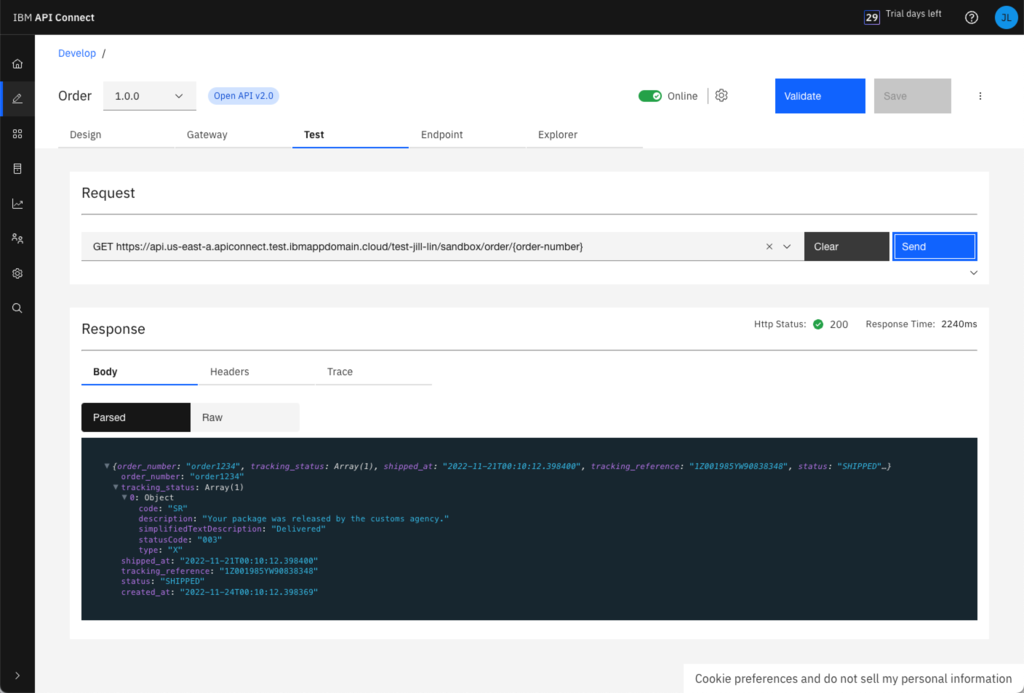 IBM API Connect
29 Trial days left
JL
Develop /
Order 1.0.0 Open API v2.0 Online Validate Save
Design Gateway Test Endpoint Explorer
Request
GET https://api.us-east-a.apiconnect.test.ibmappdomain.cloud/test-jill-lin/sandbox/order/{order-number} Clear Send
Response Http Status: 200 Response Time: 2240ms
Body Headers Trace
Parsed Raw
{order_number: "order1234", tracking_status: Array(1), shipped_at: "2022-11-21T00:10:12.398400", tracking_reference: "1Z001985YW90838348", status: "SHIPPED"…}
order_number: "order1234"
tracking_status: Array(1)
0: Object
code: "SR"
description: "Your package was released by the customs agency."
simplifiedTextDescription: "Delivered"
statusCode: "003"
type: "X"
shipped_at: "2022-11-21T00:10:12.398400"
tracking_reference: "1Z001985YW90838348"
status: "SHIPPED"
created_at: "2022-11-24T00:10:12.398369"
Cookie preferences and do not sell my personal information